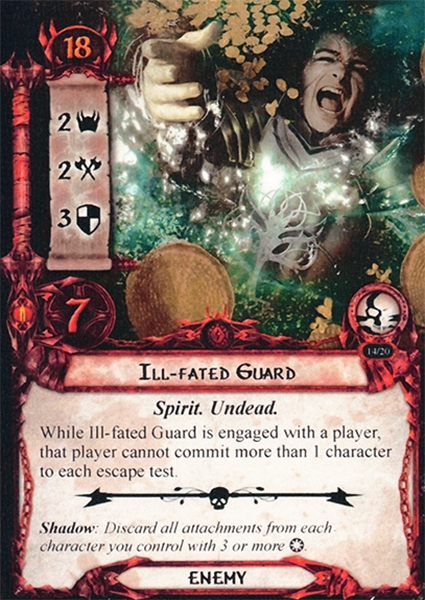 18
2
2
3
7
14/20
Ill-fated Guard
Spirit. Undead.
While Ill-fated Guard is engaged with a player,
that player cannot commit more than 1 character
to each escape test.
Shadow: Discard all attachments from each
character you control with 3 or more
ENEMY